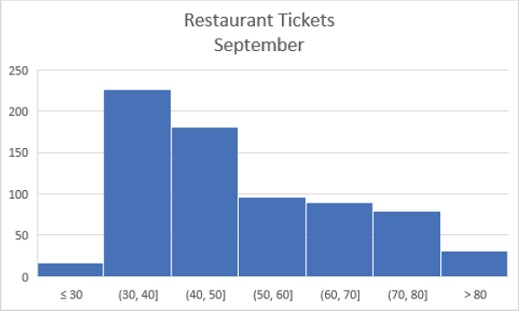 Restaurant Tickets
September
250
200
150
100
50
0
≤ 30 (30, 40] (40, 50] (50, 60] (60, 70] (70, 80] > 80